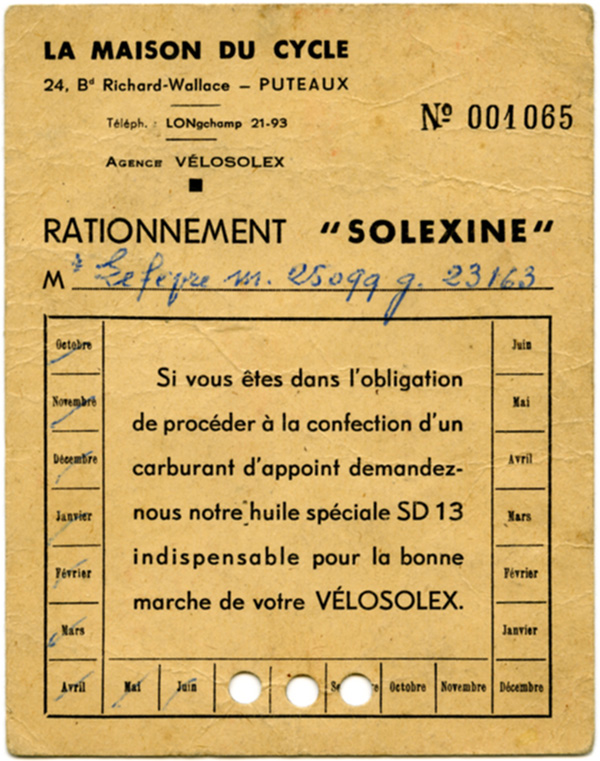 LA MAISON DU CYCLE
24, Bd Richard-Wallace – PUTEAUX
Téléph. : LONgchamp 21-93
AGENCE VÉLOSOLEX
Nº 001065
RATIONNEMENT "SOLEXINE"
M r Lefevre m. 25099 g. 23163
Octobre
Novembre
Décembre
Janvier
Février
Mars
Avril
Mai
Juin
Octobre
Novembre
Décembre
Janvier
Février
Mars
Avril
Mai
Juin
Si vous êtes dans l'obligation
de procéder à la confection d'un
carburant d'appoint demandez-
nous notre huile spéciale SD 13
indispensable pour la bonne
marche de votre VÉLOSOLEX.